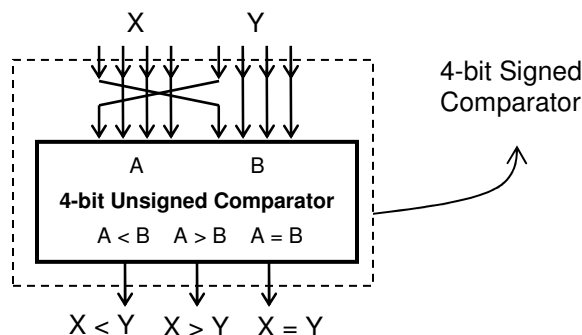 X Y
4-bit Signed
Comparator
A B
4-bit Unsigned Comparator
A < B A > B A = B
X < Y X > Y X = Y